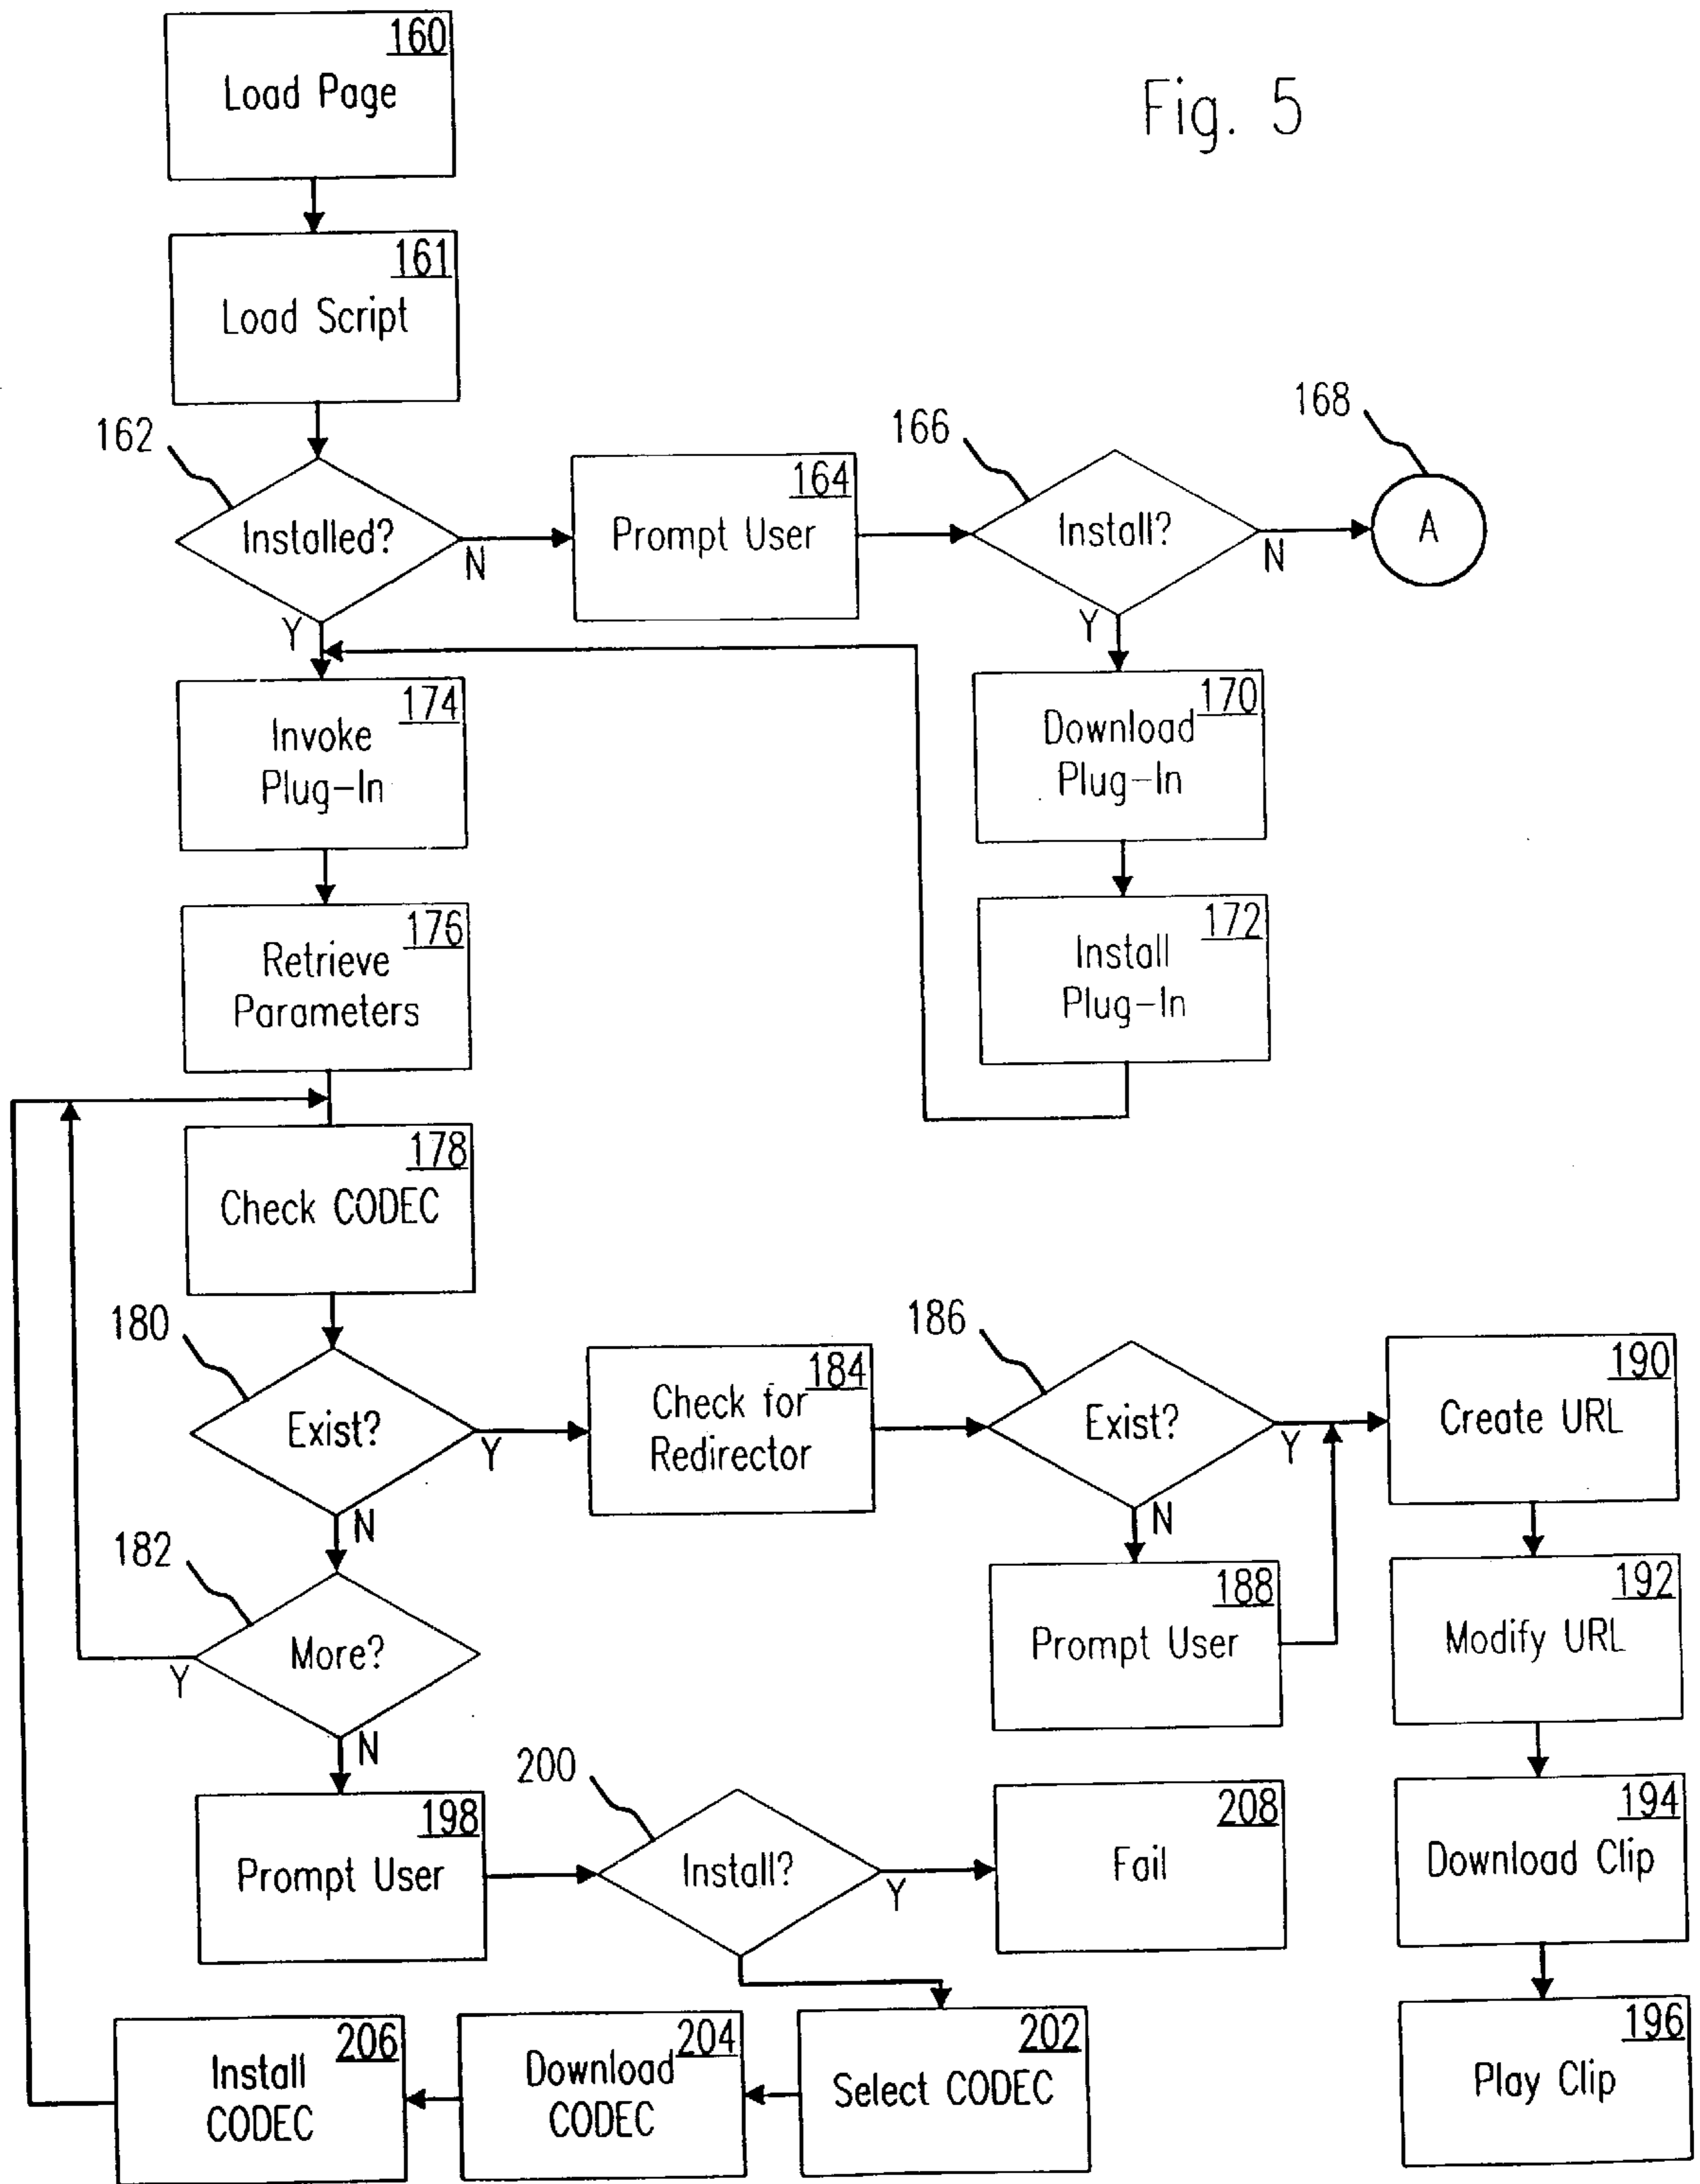 Fig. 5
160
Load Page
161
Load Script
162
Installed?
N
Y
164
Prompt User
166
Install?
N
Y
168
A
170
Download
Plug-In
172
Install
Plug-In
174
Invoke
Plug-In
176
Retrieve
Parameters
178
Check CODEC
180
Exist?
Y
N
182
More?
Y
N
184
Check for
Redirector
186
Exist?
Y
N
188
Prompt User
190
Create URL
192
Modify URL
194
Download Clip
196
Play Clip
198
Prompt User
200
Install?
Y
208
Fail
202
Select CODEC
204
Download
CODEC
206
Install
CODEC